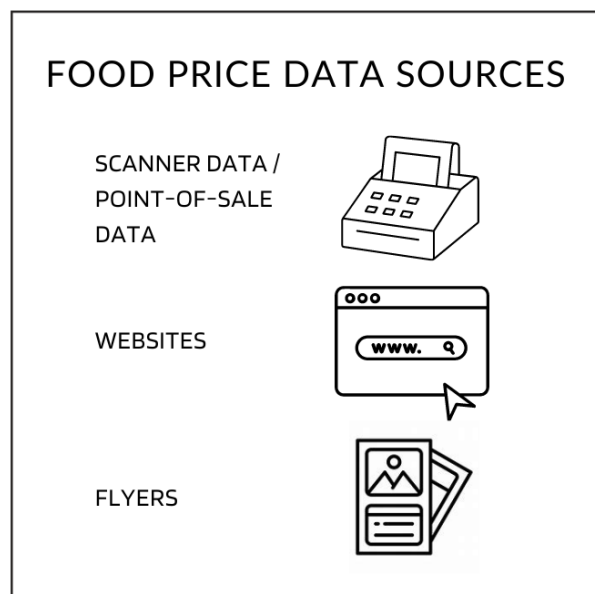 FOOD PRICE DATA SOURCES
SCANNER DATA /
POINT-OF-SALE
DATA
WEBSITES
www.
FLYERS